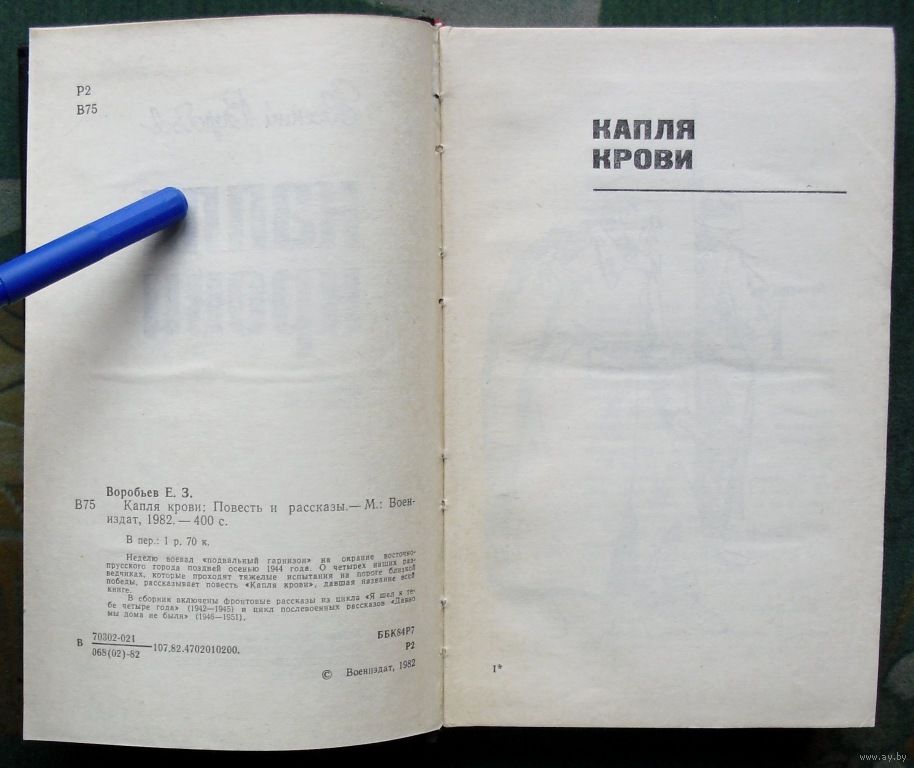 Р2
В75
Воробьев Е. З.
В75 Капля крови: Повесть и рассказы.— М.: Воен-
издат, 1982.— 400 с.
В пер.: 1 р. 70 к.
Неделю воевал «подвальный гарнизон» на окраине восточно-
прусского города поздней осенью 1944 года. О четырех наших раз-
ведчиках, которые проходят тяжелые испытания на пороге близкой
победы, рассказывает повесть «Капля крови», давшая название всей
книге.
В сборник включены фронтовые рассказы из цикла «Я шел к те-
бе четыре года» (1942—1945) и цикл послевоенных рассказов «Давно
мы дома не были» (1946—1951).
В 70302-021
068(02)-82 —107.82.4702010200.
ББК84Р7
Р2
© Воениздат, 1982
КАПЛЯ
КРОВИ
1*
www.ay.by